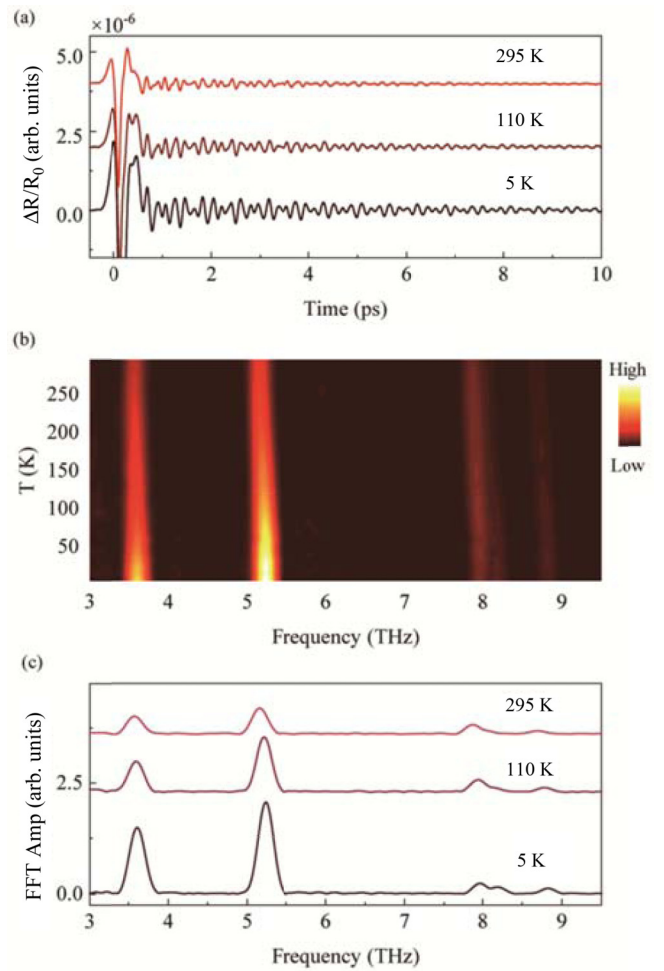 (a)
×10⁻⁶
5.0
2.5
0.0
ΔR/R₀ (arb. units)
295 K
110 K
5 K
0 2 4 6 8 10
Time (ps)
(b)
250
200
150
100
50
T (K)
High
Low
3 4 5 6 7 8 9
Frequency (THz)
(c)
2.5
0.0
FFT Amp (arb. units)
295 K
110 K
5 K
3 4 5 6 7 8 9
Frequency (THz)